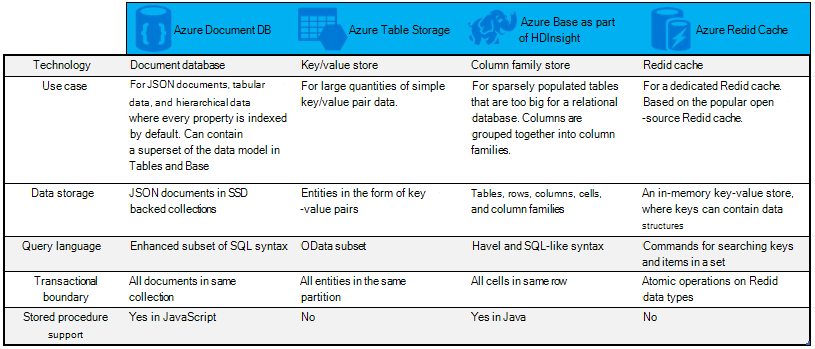 Azure Document DB
Azure Table Storage
Azure Base as part
of HDInsight
Azure Redid Cache
Technology
Document database
Key/value store
Column family store
Redid cache
Use case
For JSON documents, tabular
data, and hierarchical data
where every property is indexed
by default. Can contain
a superset of the data model in
Tables and Base
For large quantities of simple
key/value pair data.
For sparsely populated tables
that are too big for a relational
database. Columns are
grouped together into column
families.
For a dedicated Redid cache.
Based on the popular open
-source Redid cache.
Data storage
JSON documents in SSD
backed collections
Entities in the form of key
-value pairs
Tables, rows, columns, cells,
and column families
An in-memory key-value store,
where keys can contain data
structures
Query language
Enhanced subset of SQL syntax
OData subset
Havel and SQL-like syntax
Commands for searching keys
and items in a set
Transactional
boundary
All documents in same
collection
All entities in the same
partition
All cells in same row
Atomic operations on Redid
data types
Stored procedure
support
Yes in JavaScript
No
Yes in Java
No